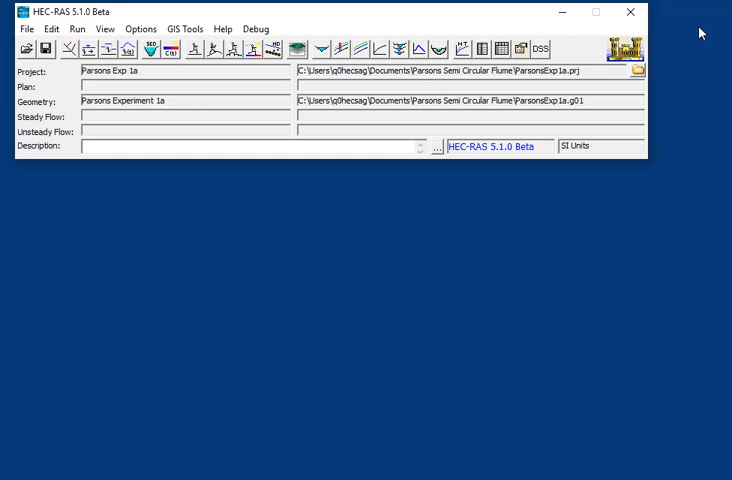 HEC-RAS 5.1.0 Beta
File Edit Run View Options GIS Tools Help Debug
SED C(t) HD HT DSS
Project: Parsons Exp 1a C:\Users\q0hecsag\Documents\Parsons Semi Circular Flume\ParsonsExp1a.prj
Plan:
Geometry: Parsons Experiment 1a C:\Users\q0hecsag\Documents\Parsons Semi Circular Flume\ParsonsExp1a.g01
Steady Flow:
Unsteady Flow:
Description: ... HEC-RAS 5.1.0 Beta SI Units